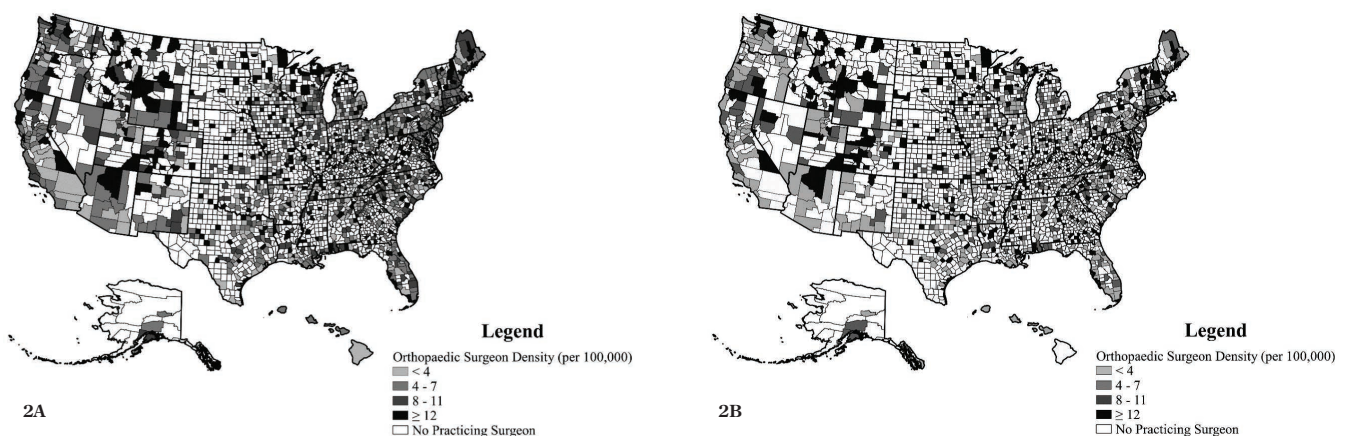 Legend
Orthopaedic Surgeon Density (per 100,000)
< 4
4 - 7
8 - 11
≥ 12
No Practicing Surgeon
2A
Legend
Orthopaedic Surgeon Density (per 100,000)
< 4
4 - 7
8 - 11
≥ 12
No Practicing Surgeon
2B